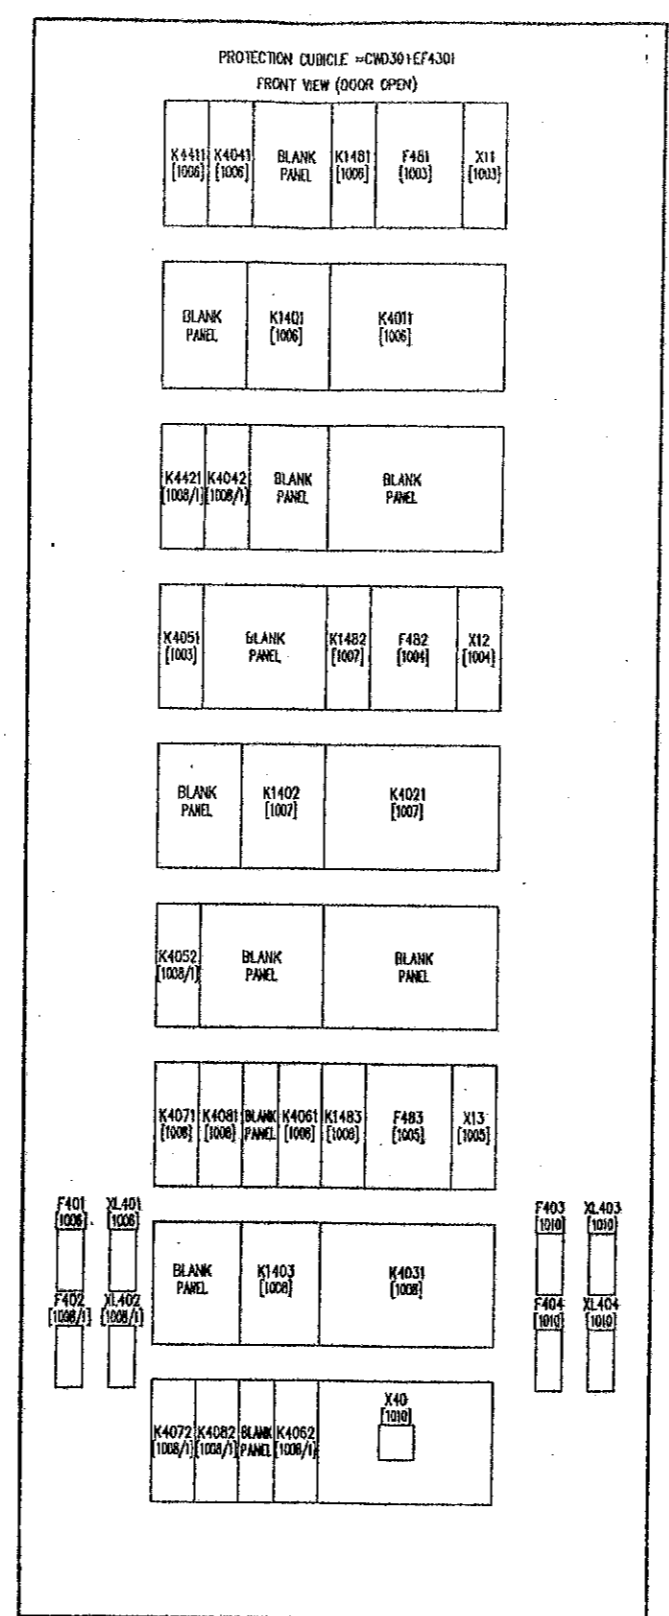 PROTECTION CUBICLE =CWD301+EF4301
FRONT VIEW (DOOR OPEN)
K4411 K4041 BLANK K1481 F481 X11
[1006] [1006] PANEL [1006] [1003] [1003]
BLANK K1401 K4011
PANEL [1006] [1006]
K4421 K4042 BLANK BLANK
[1008/1] [1008/1] PANEL PANEL
K4051 BLANK K1482 F482 X12
[1003] PANEL [1007] [1004] [1004]
BLANK K1402 K4021
PANEL [1007] [1007]
K4052 BLANK BLANK
[1008/1] PANEL PANEL
K4071 K4081 BLANK K4061 K1483 F483 X13
[1008] [1008] PANEL [1008] [1008] [1005] [1005]
F401 XL401 F403 XL403
[1006] [1006] [1010] [1010]
BLANK K1403 K4031
PANEL [1008] [1008]
F402 XL402 F404 XL404
[1008/1] [1008/1] [1010] [1010]
X40
[1010]
K4072 K4082 BLANK K4062
[1008/1] [1008/1] PANEL [1008/1]